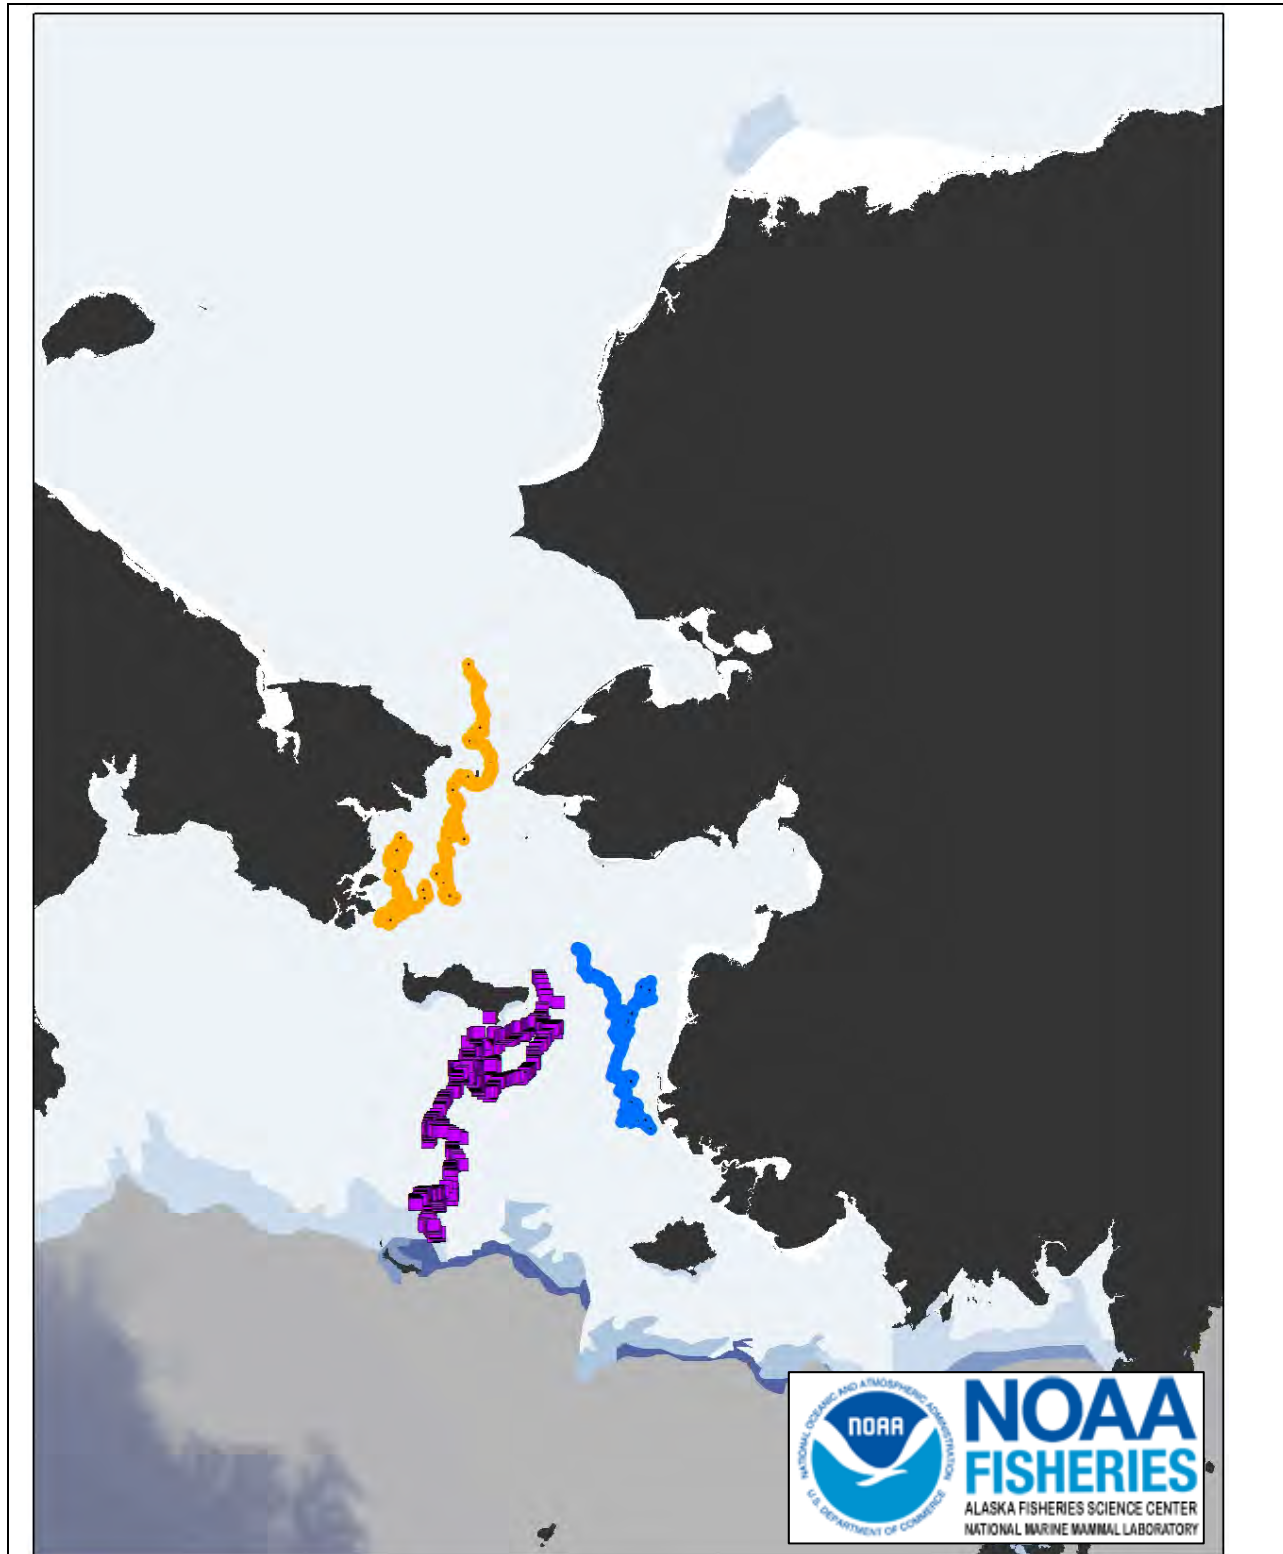 NATIONAL OCEANIC AND ATMOSPHERIC ADMINISTRATION
NOAA
U.S. DEPARTMENT OF COMMERCE
NOAA
FISHERIES
ALASKA FISHERIES SCIENCE CENTER
NATIONAL MARINE MAMMAL LABORATORY